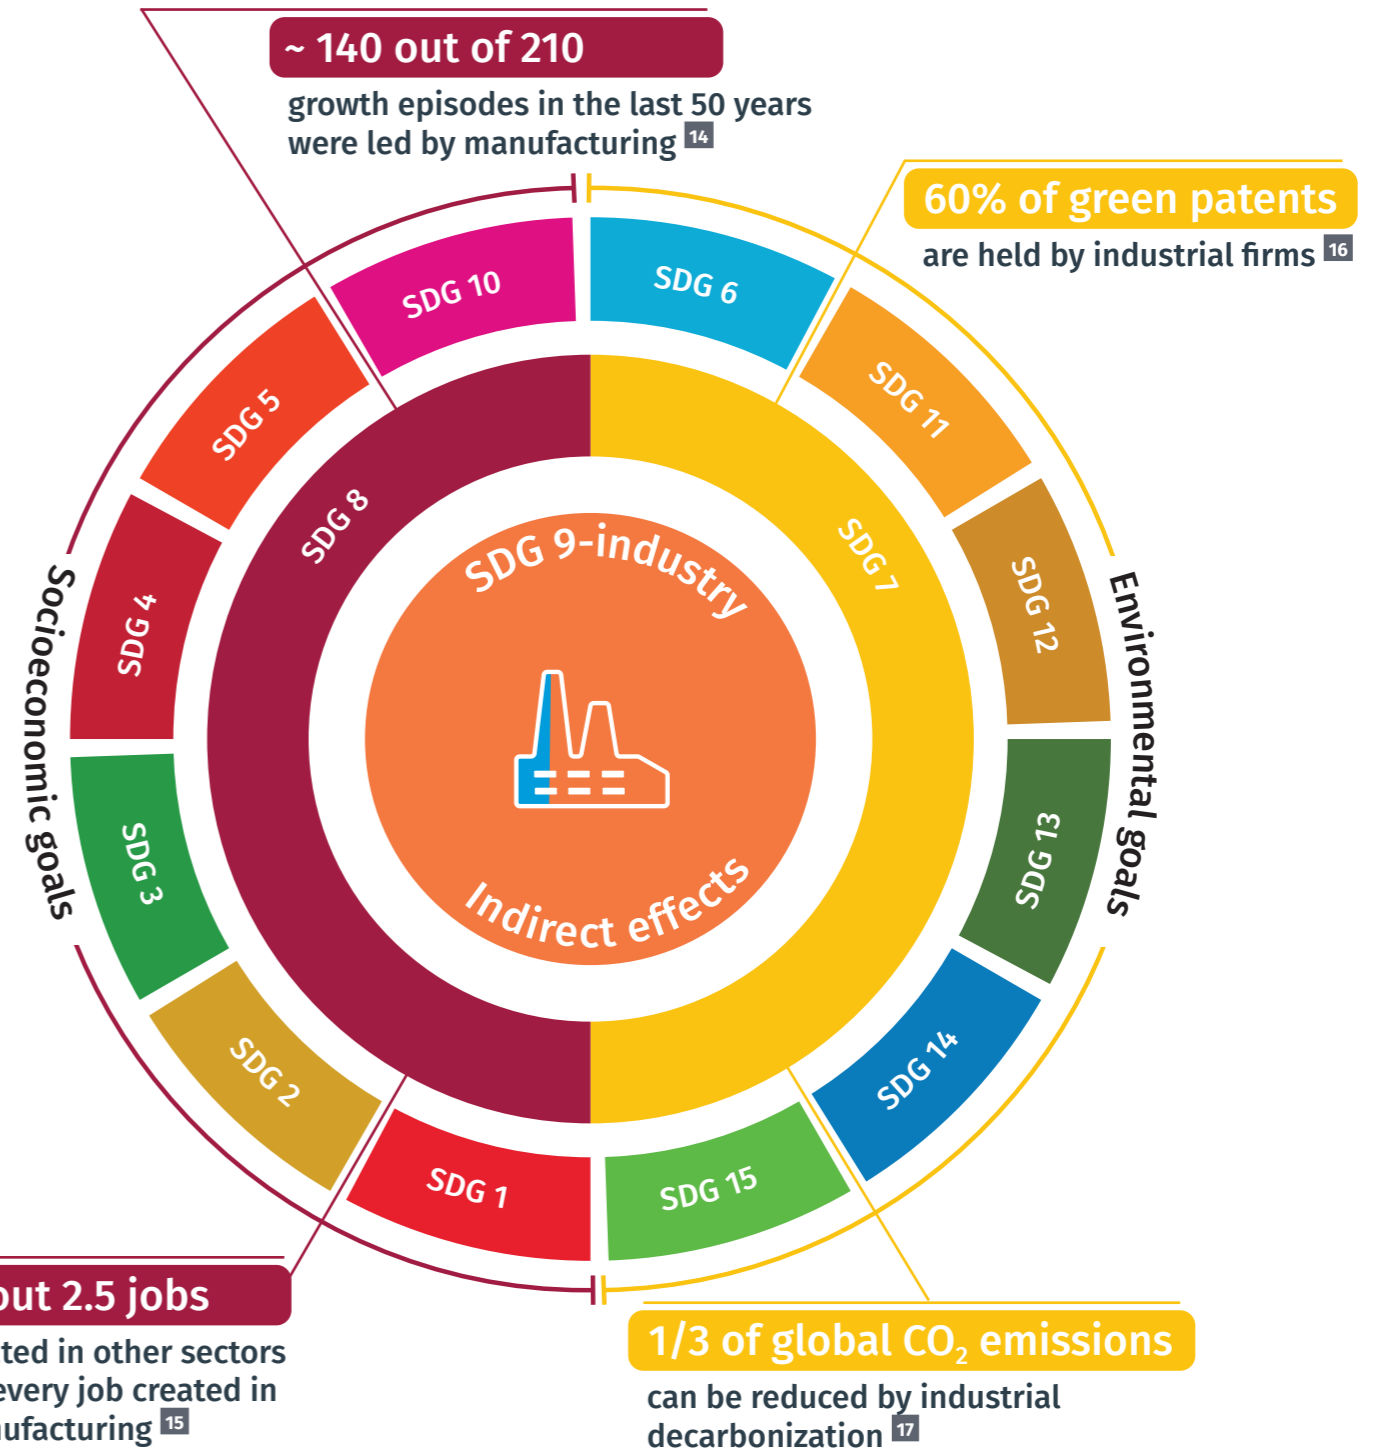 ~ 140 out of 210
growth episodes in the last 50 years
were led by manufacturing 14
60% of green patents
are held by industrial firms 16
SDG 10
SDG 6
SDG 5
SDG 11
SDG 8
SDG 7
SDG 4
SDG 12
SDG 9-industry
Socioeconomic goals
Environmental goals
SDG 3
SDG 13
Indirect effects
SDG 2
SDG 14
SDG 1
SDG 15
2.5 jobs
in other sectors
every job created in
15
1/3 of global CO₂ emissions
can be reduced by industrial
decarbonization 17